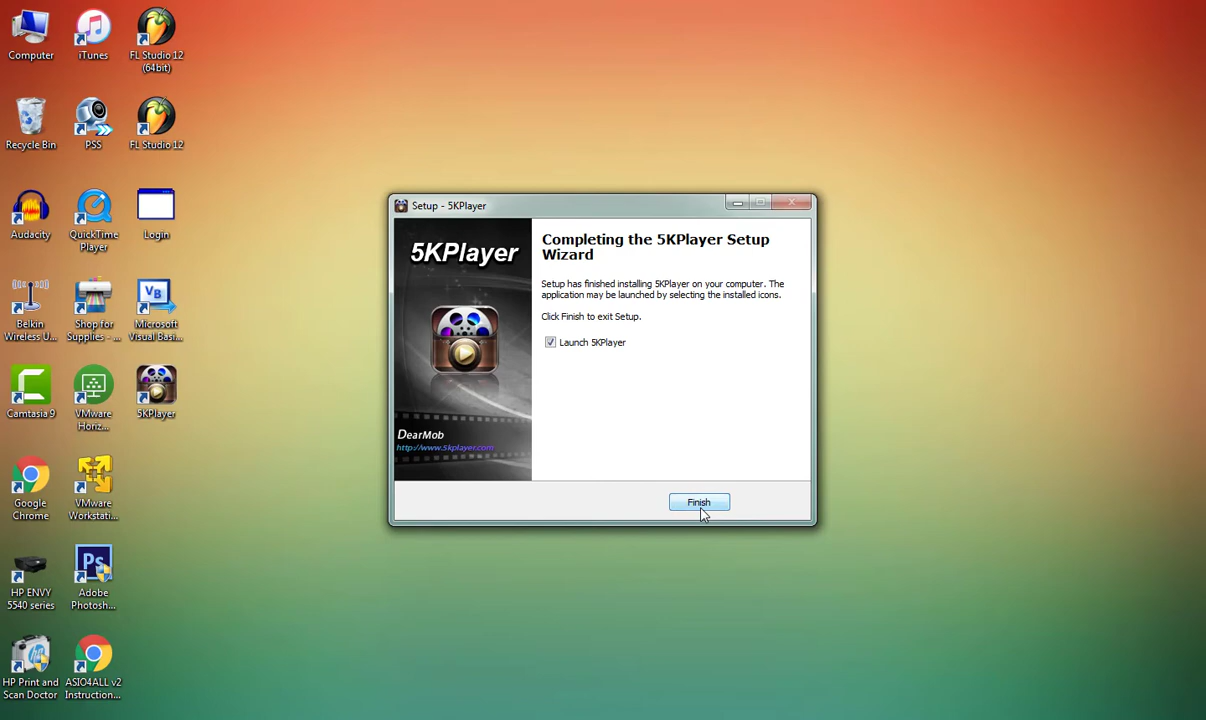 Computer
iTunes
FL Studio 12
(64bit)
Recycle Bin
PSS
FL Studio 12
Audacity
QuickTime
Player
Login
Belkin
Wireless U...
Shop for
Supplies - ...
Microsoft
Visual Basi...
Camtasia 9
VMware
Horiz...
5KPlayer
Google
Chrome
VMware
Workstati...
HP ENVY
5540 series
Adobe
Photosh...
HP Print and
Scan Doctor
ASIO4ALL v2
Instruction...
Setup - 5KPlayer
5KPlayer
DearMob
http://www.5kplayer.com
Completing the 5KPlayer Setup
Wizard
Setup has finished installing 5KPlayer on your computer. The
application may be launched by selecting the installed icons.
Click Finish to exit Setup.
Launch 5KPlayer
Finish